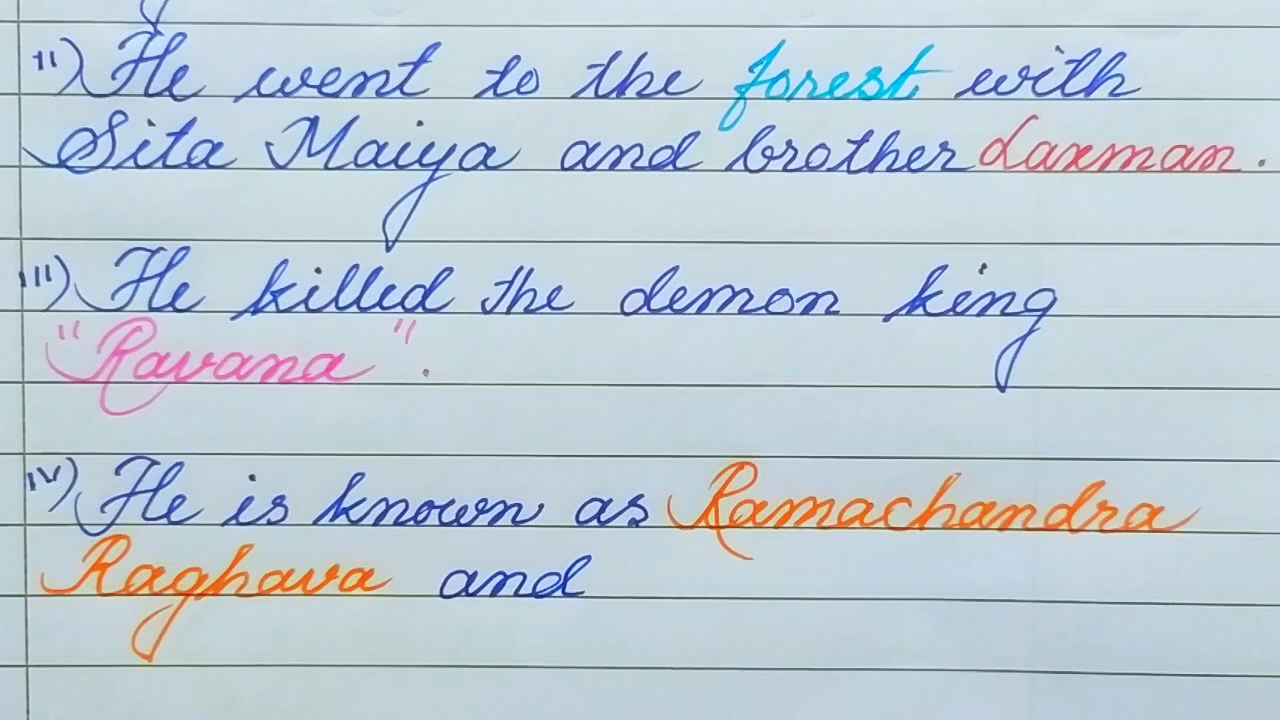 ii) He went to the forest with
Sita Maiya and brother Laxman.
iii) He killed the demon king
"Ravana".
iv) He is known as Ramachandra
Raghava and